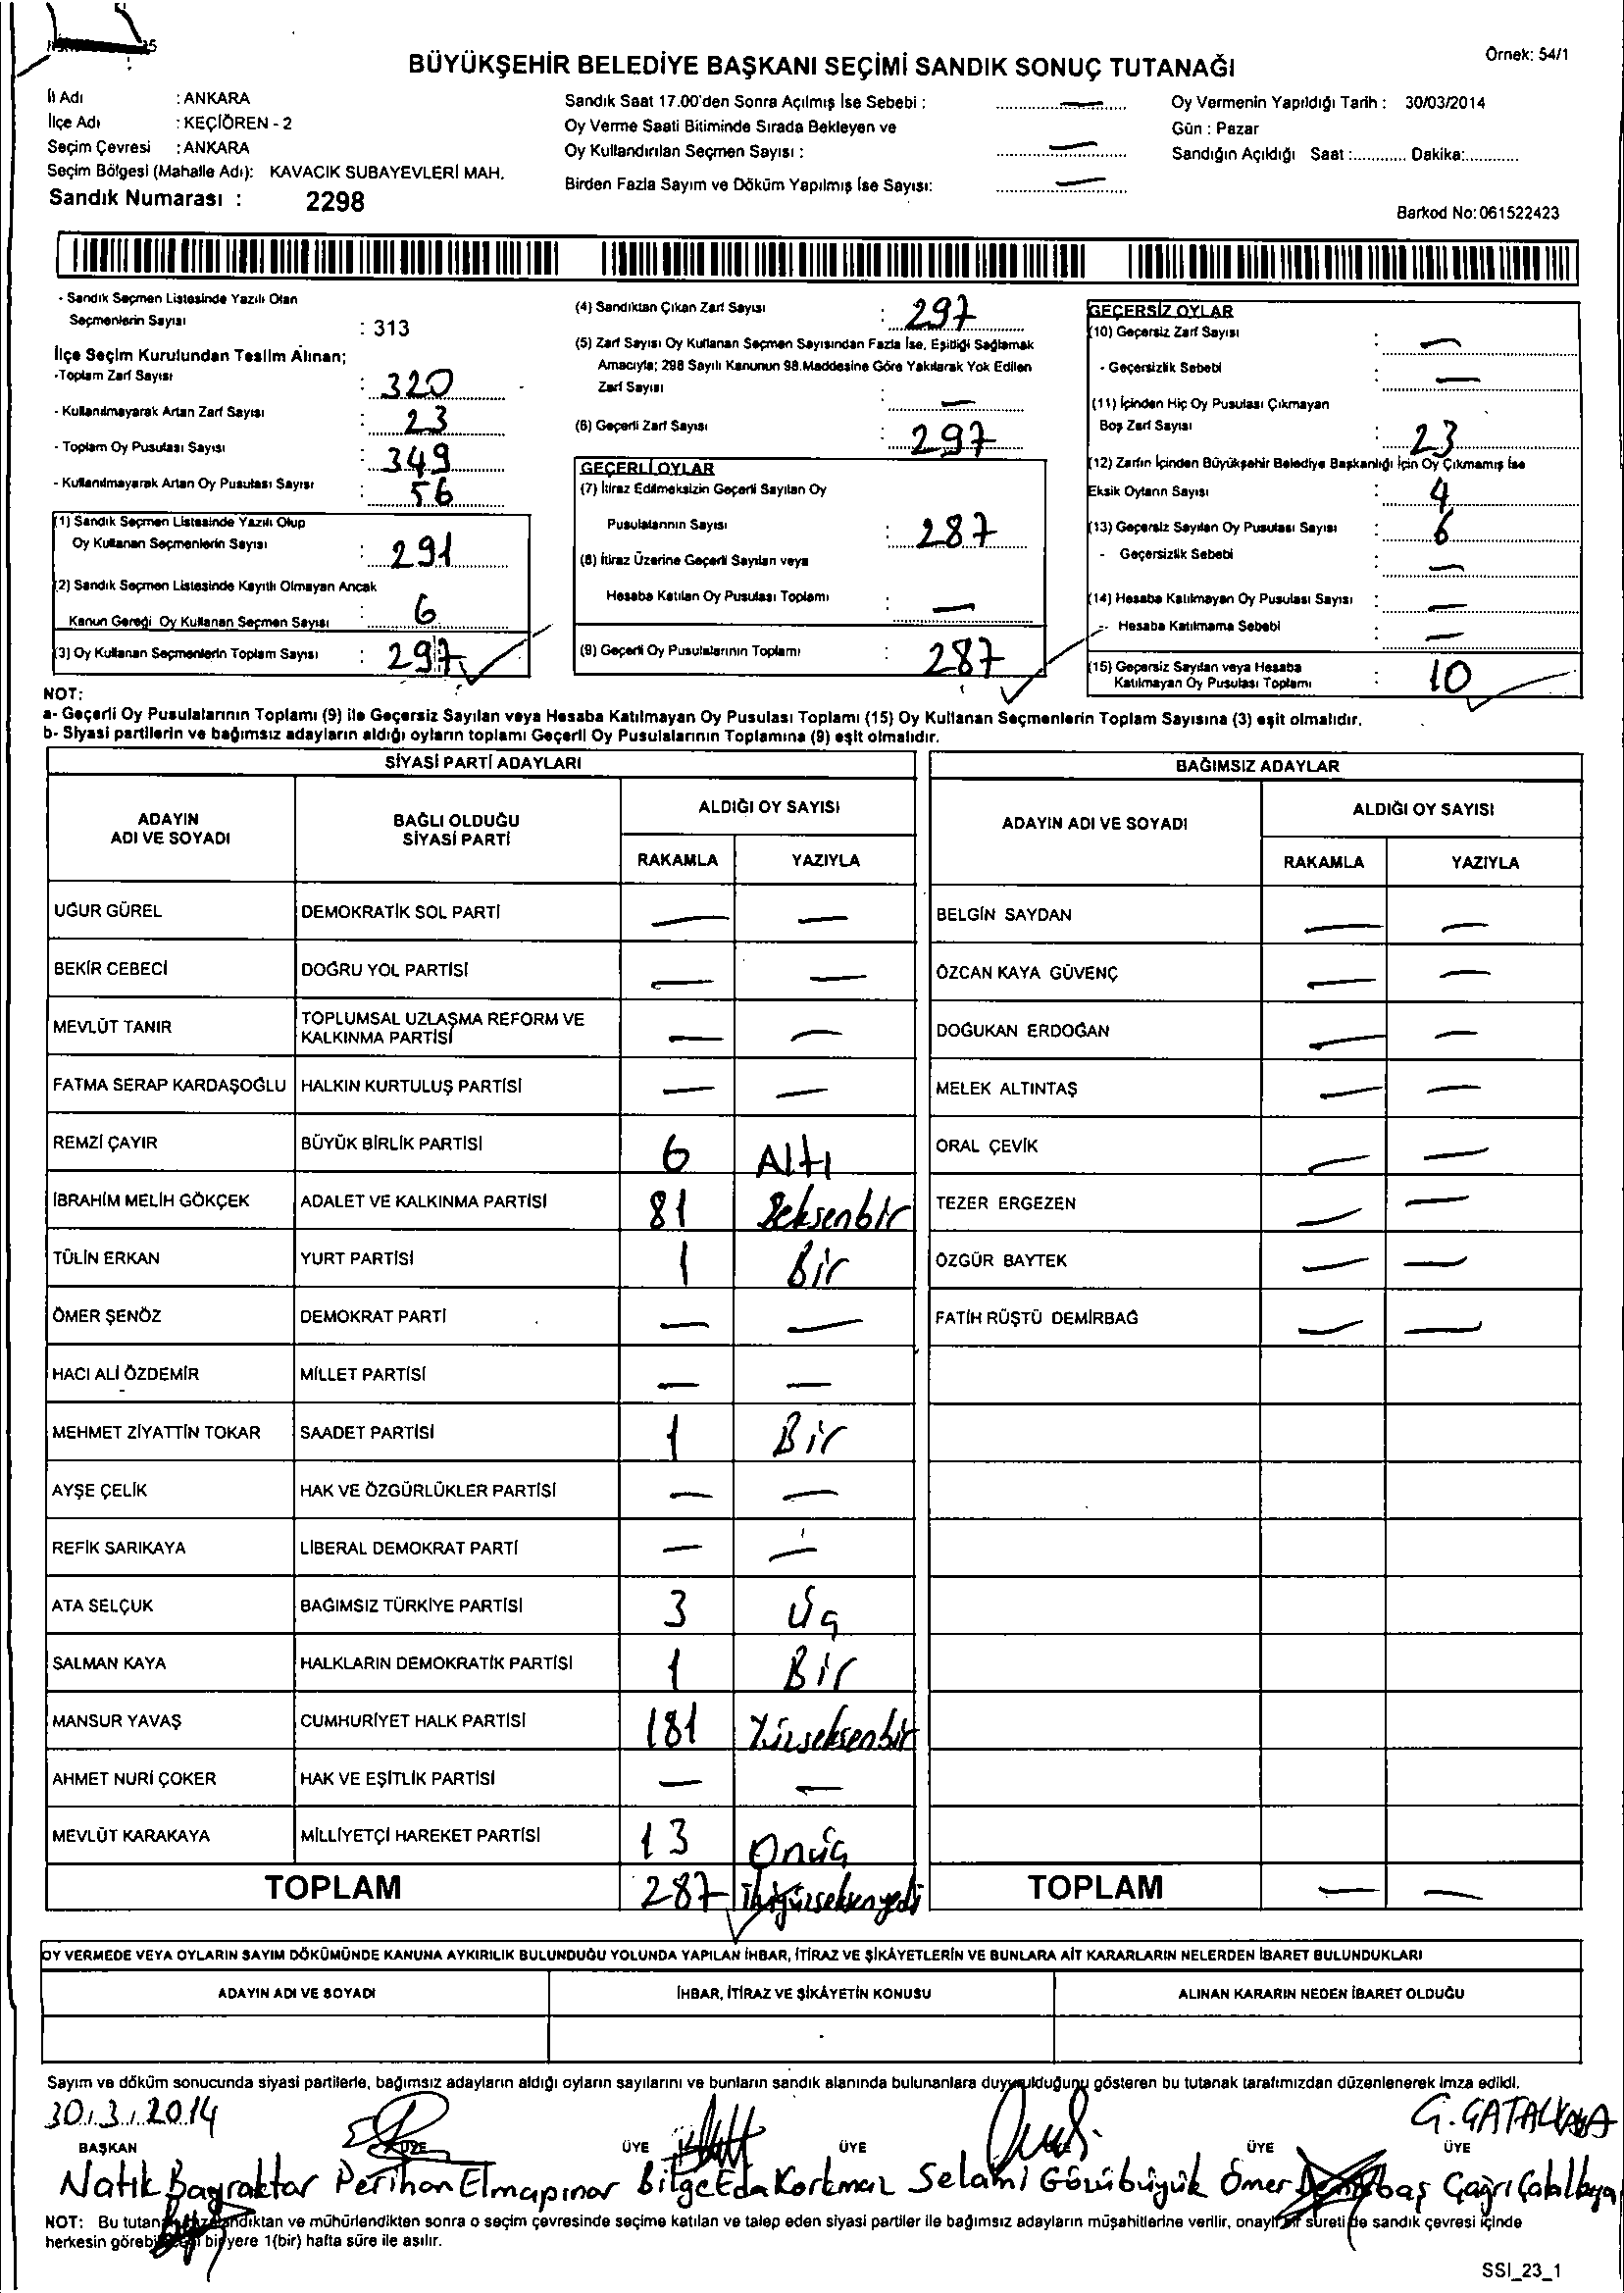 BÜYÜKŞEHİR BELEDİYE BAŞKANI SEÇİMİ SANDIK SONUÇ TUTANAĞI
Örnek: 54/1
İl Adı : ANKARA
İlçe Adı : KEÇİÖREN - 2
Seçim Çevresi : ANKARA
Seçim Bölgesi (Mahalle Adı): KAVACIK SUBAYEVLERİ MAH.
Sandık Numarası : 2298
Sandık Saat 17.00'den Sonra Açılmış İse Sebebi : —
Oy Verme Saati Bitiminde Sırada Bekleyen ve
Oy Kullandırılan Seçmen Sayısı : —
Birden Fazla Sayım ve Döküm Yapılmış İse Sayısı: —
Oy Vermenin Yapıldığı Tarih : 30/03/2014
Gün : Pazar
Sandığın Açıldığı Saat :............ Dakika:............
Barkod No: 061522423
- Sandık Seçmen Listesinde Yazılı Olan
Seçmenlerin Sayısı : 313
İlçe Seçim Kurulundan Teslim Alınan;
-Toplam Zarf Sayısı : 320
- Kullanılmayarak Artan Zarf Sayısı : 23
- Toplam Oy Pusulası Sayısı : 349
- Kullanılmayarak Artan Oy Pusulası Sayısı : 56
(1) Sandık Seçmen Listesinde Yazılı Olup
Oy Kullanan Seçmenlerin Sayısı : 291
(2) Sandık Seçmen Listesinde Kayıtlı Olmayan Ancak
Kanun Gereği Oy Kullanan Seçmen Sayısı : 6
(3) Oy Kullanan Seçmenlerin Toplam Sayısı : 297
(4) Sandıktan Çıkan Zarf Sayısı : 297
(5) Zarf Sayısı Oy Kullanan Seçmen Sayısından Fazla İse, Eşitliği Sağlamak
Amacıyla; 298 Sayılı Kanunun 98.Maddesine Göre Yakılarak Yok Edilen
Zarf Sayısı : —
(6) Geçerli Zarf Sayısı : 297
GEÇERLİ OYLAR
(7) İtiraz Edilmeksizin Geçerli Sayılan Oy
Pusulalarının Sayısı : 287
(8) İtiraz Üzerine Geçerli Sayılan veya
Hesaba Katılan Oy Pusulası Toplamı : —
(9) Geçerli Oy Pusulalarının Toplamı : 287
GEÇERSİZ OYLAR
(10) Geçersiz Zarf Sayısı : —
- Geçersizlik Sebebi —
(11) İçinden Hiç Oy Pusulası Çıkmayan
Boş Zarf Sayısı : 23
(12) Zarfın İçinden Büyükşehir Belediye Başkanlığı İçin Oy Çıkmamış İse
Eksik Oyların Sayısı : 4
(13) Geçersiz Sayılan Oy Pusulası Sayısı : 6
- Geçersizlik Sebebi —
(14) Hesaba Katılmayan Oy Pusulası Sayısı : —
- Hesaba Katılmama Sebebi : —
(15) Geçersiz Sayılan veya Hesaba
Katılmayan Oy Pusulası Toplamı : 10
NOT:
a- Geçerli Oy Pusulalarının Toplamı (9) ile Geçersiz Sayılan veya Hesaba Katılmayan Oy Pusulası Toplamı (15) Oy Kullanan Seçmenlerin Toplam Sayısına (3) eşit olmalıdır.
b- Siyasi partilerin ve bağımsız adayların aldığı oyların toplamı Geçerli Oy Pusulalarının Toplamına (9) eşit olmalıdır.
SİYASİ PARTİ ADAYLARI
ADAYIN ADI VE SOYADI BAĞLI OLDUĞU SİYASİ PARTİ ALDIĞI OY SAYISI
RAKAMLA YAZIYLA
UĞUR GÜREL DEMOKRATİK SOL PARTİ — —
BEKİR CEBECİ DOĞRU YOL PARTİSİ — —
MEVLÜT TANIR TOPLUMSAL UZLAŞMA REFORM VE KALKINMA PARTİSİ — —
FATMA SERAP KARDAŞOĞLU HALKIN KURTULUŞ PARTİSİ — —
REMZİ ÇAYIR BÜYÜK BİRLİK PARTİSİ 6 Altı
İBRAHİM MELİH GÖKÇEK ADALET VE KALKINMA PARTİSİ 81 Seksenbir
TÜLİN ERKAN YURT PARTİSİ 1 Bir
ÖMER ŞENÖZ DEMOKRAT PARTİ — —
HACI ALİ ÖZDEMİR MİLLET PARTİSİ — —
MEHMET ZİYATTİN TOKAR SAADET PARTİSİ 1 Bir
AYŞE ÇELİK HAK VE ÖZGÜRLÜKLER PARTİSİ — —
REFİK SARIKAYA LİBERAL DEMOKRAT PARTİ — —
ATA SELÇUK BAĞIMSIZ TÜRKİYE PARTİSİ 3 Üç
SALMAN KAYA HALKLARIN DEMOKRATİK PARTİSİ 1 Bir
MANSUR YAVAŞ CUMHURİYET HALK PARTİSİ 181 Yüzseksenbir
AHMET NURİ ÇOKER HAK VE EŞİTLİK PARTİSİ — —
MEVLÜT KARAKAYA MİLLİYETÇİ HAREKET PARTİSİ 13 Onüç
TOPLAM 287 İkiyüzseksenyedi
BAĞIMSIZ ADAYLAR
ADAYIN ADI VE SOYADI ALDIĞI OY SAYISI
RAKAMLA YAZIYLA
BELGİN SAYDAN — —
ÖZCAN KAYA GÜVENÇ — —
DOĞUKAN ERDOĞAN — —
MELEK ALTINTAŞ — —
ORAL ÇEVİK — —
TEZER ERGEZEN — —
ÖZGÜR BAYTEK — —
FATİH RÜŞTÜ DEMİRBAĞ — —
TOPLAM — —
OY VERMEDE VEYA OYLARIN SAYIM DÖKÜMÜNDE KANUNA AYKIRILIK BULUNDUĞU YOLUNDA YAPILAN İHBAR, İTİRAZ VE ŞİKÂYETLERİN VE BUNLARA AİT KARARLARIN NELERDEN İBARET BULUNDUKLARI
ADAYIN ADI VE SOYADI İHBAR, İTİRAZ VE ŞİKÂYETİN KONUSU ALINAN KARARIN NEDEN İBARET OLDUĞU
Sayım ve döküm sonucunda siyasi partilerle, bağımsız adayların aldığı oyların sayılarını ve bunların sandık alanında bulunanlara duyurulduğunu gösteren bu tutanak tarafımızdan düzenlenerek imza edildi.
30.3.2014 G. ÇATALKAYA
BAŞKAN ÜYE ÜYE ÜYE ÜYE ÜYE
Natık Bayraktar Perihan Elmapınar Bilge Eda Korkmaz Selami Gözübüyük Ömer Çağrı Çatalkaya
NOT: Bu tutanak ve mühürlendikten sonra o seçim çevresinde seçime katılan ve talep eden siyasi partiler ile bağımsız adayların müşahitlerine verilir, onaylı bir sureti de sandık çevresi içinde
herkesin görebileceği bir yere 1(bir) hafta süre ile asılır.
SSI_23_1